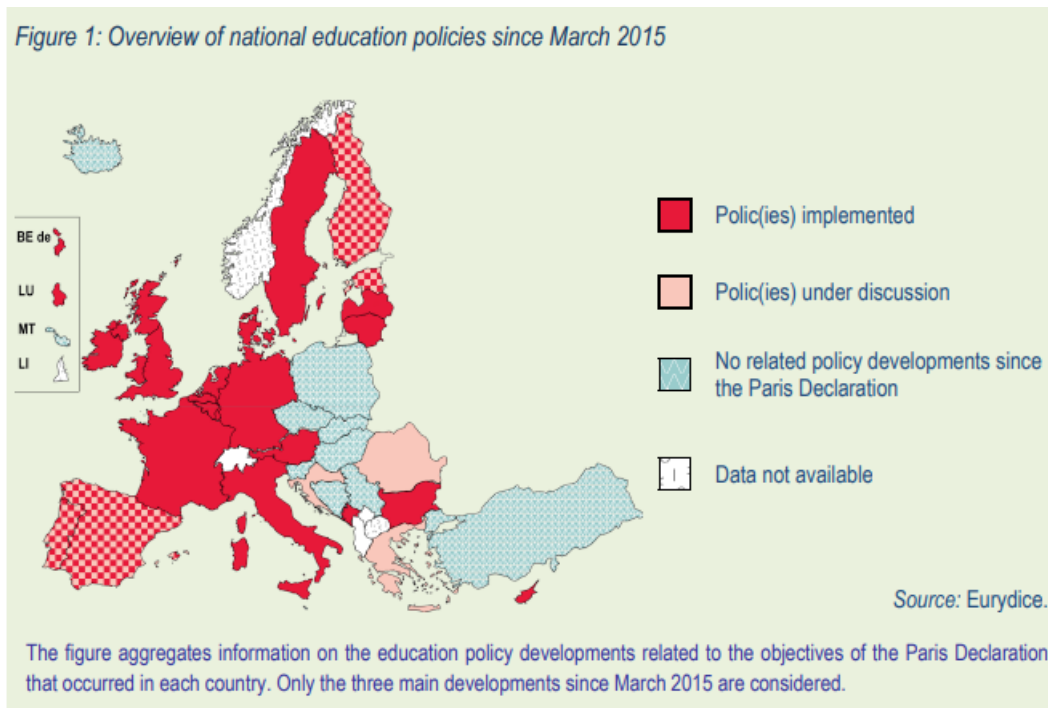 Figure 1: Overview of national education policies since March 2015
BE de
LU
MT
LI
Polic(ies) implemented
Polic(ies) under discussion
No related policy developments since
the Paris Declaration
Data not available
Source: Eurydice.
The figure aggregates information on the education policy developments related to the objectives of the Paris Declaration
that occurred in each country. Only the three main developments since March 2015 are considered.